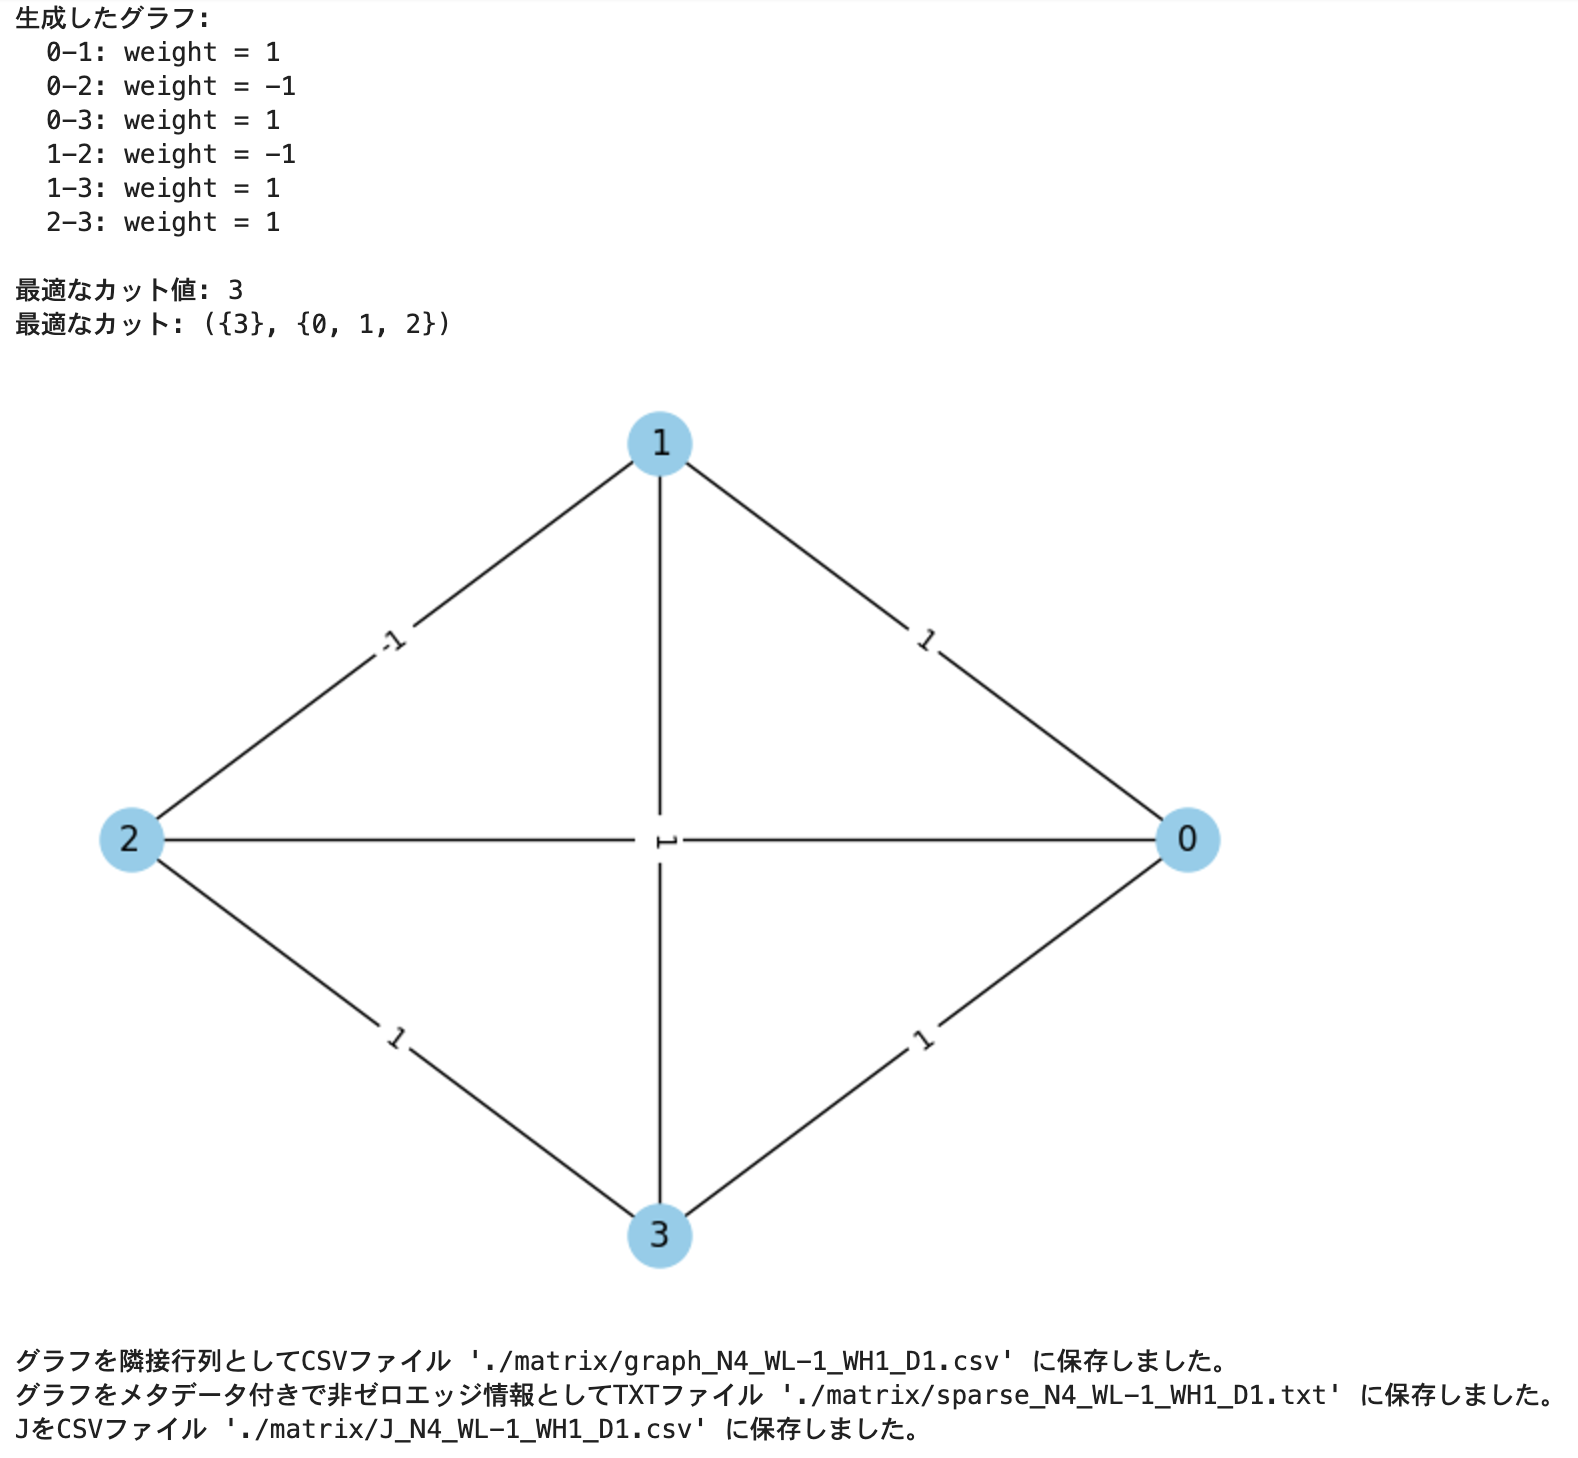 生成したグラフ:
0-1: weight = 1
0-2: weight = -1
0-3: weight = 1
1-2: weight = -1
1-3: weight = 1
2-3: weight = 1
最適なカット値: 3
最適なカット: ({3}, {0, 1, 2})
1
-1
1
2
1
0
1
1
3
グラフを隣接行列としてCSVファイル './matrix/graph_N4_WL-1_WH1_D1.csv' に保存しました。
グラフをメタデータ付きで非ゼロエッジ情報としてTXTファイル './matrix/sparse_N4_WL-1_WH1_D1.txt' に保存しました。
JをCSVファイル './matrix/J_N4_WL-1_WH1_D1.csv' に保存しました。